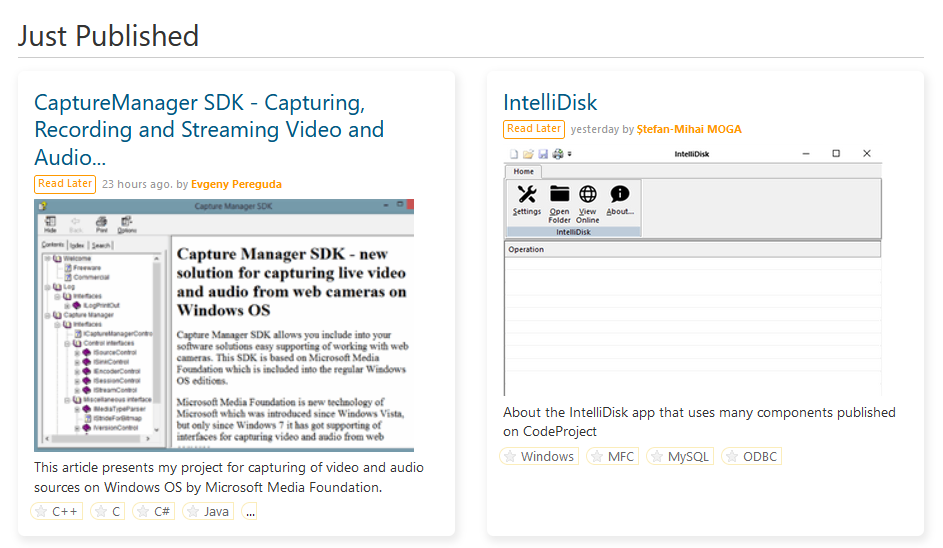 Just Published
CaptureManager SDK - Capturing,
Recording and Streaming Video and
Audio...
Read Later 23 hours ago. by Evgeny Pereguda
Capture Manager SDK
Hide Back Print Options
Contents Index Search
Welcome
Freeware
Commercial
Log
Interfaces
ILogPrintOut
Capture Manager
Interfaces
ICaptureManagerContro
Control interfaces
ISourceControl
ISinkControl
IEncoderControl
ISessionControl
IStreamControl
Miscellaneous interface
IMediaTypeParser
IStrideForBitmap
IVersionControl
Capture Manager SDK - new
solution for capturing live video
and audio from web cameras on
Windows OS
Capture Manager SDK allows you include into your
software solutions easy supporting of working with web
cameras. This SDK is based on Microsoft Media
Foundation which is included into the regular Windows
OS editions.
Microsoft Media Foundation is new technology of
Microsoft which was introduced since Windows Vista,
but only since Windows 7 it has got supporting of
interfaces for capturing video and audio from web
This article presents my project for capturing of video and audio
sources on Windows OS by Microsoft Media Foundation.
C++ C C# Java ...
IntelliDisk
Read Later yesterday by Ștefan-Mihai MOGA
IntelliDisk
Home
Settings Open Folder View Online About...
IntelliDisk
Operation
About the IntelliDisk app that uses many components published
on CodeProject
Windows MFC MySQL ODBC